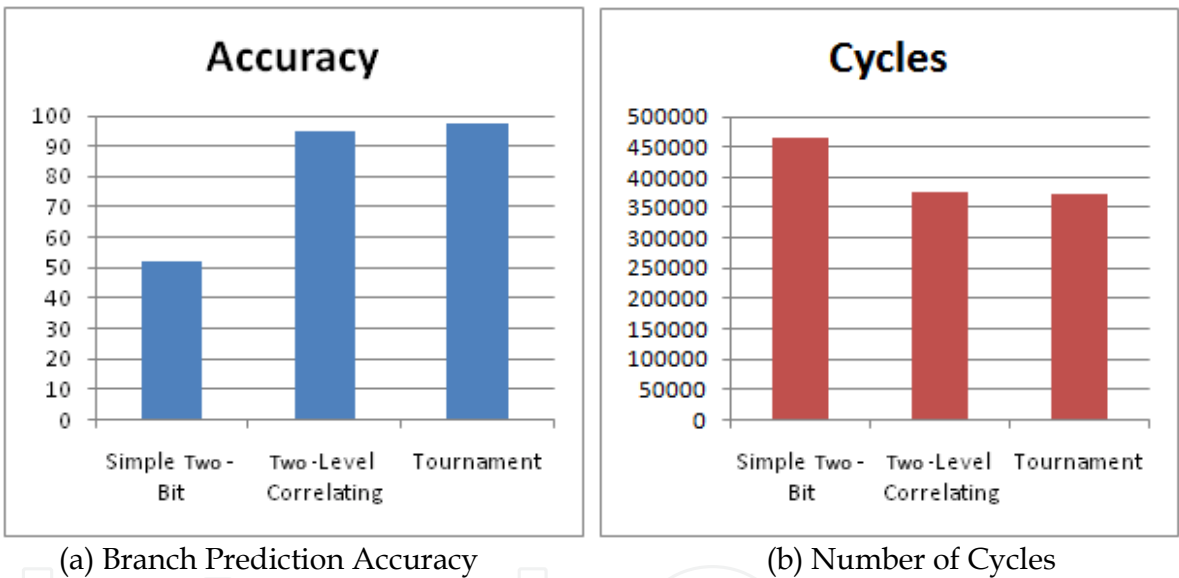 Accuracy
100
90
80
70
60
50
40
30
20
10
0
Simple Two-
Bit
Two-Level
Correlating
Tournament
(a) Branch Prediction Accuracy
Cycles
500000
450000
400000
350000
300000
250000
200000
150000
100000
50000
0
Simple Two-
Bit
Two-Level
Correlating
Tournament
(b) Number of Cycles